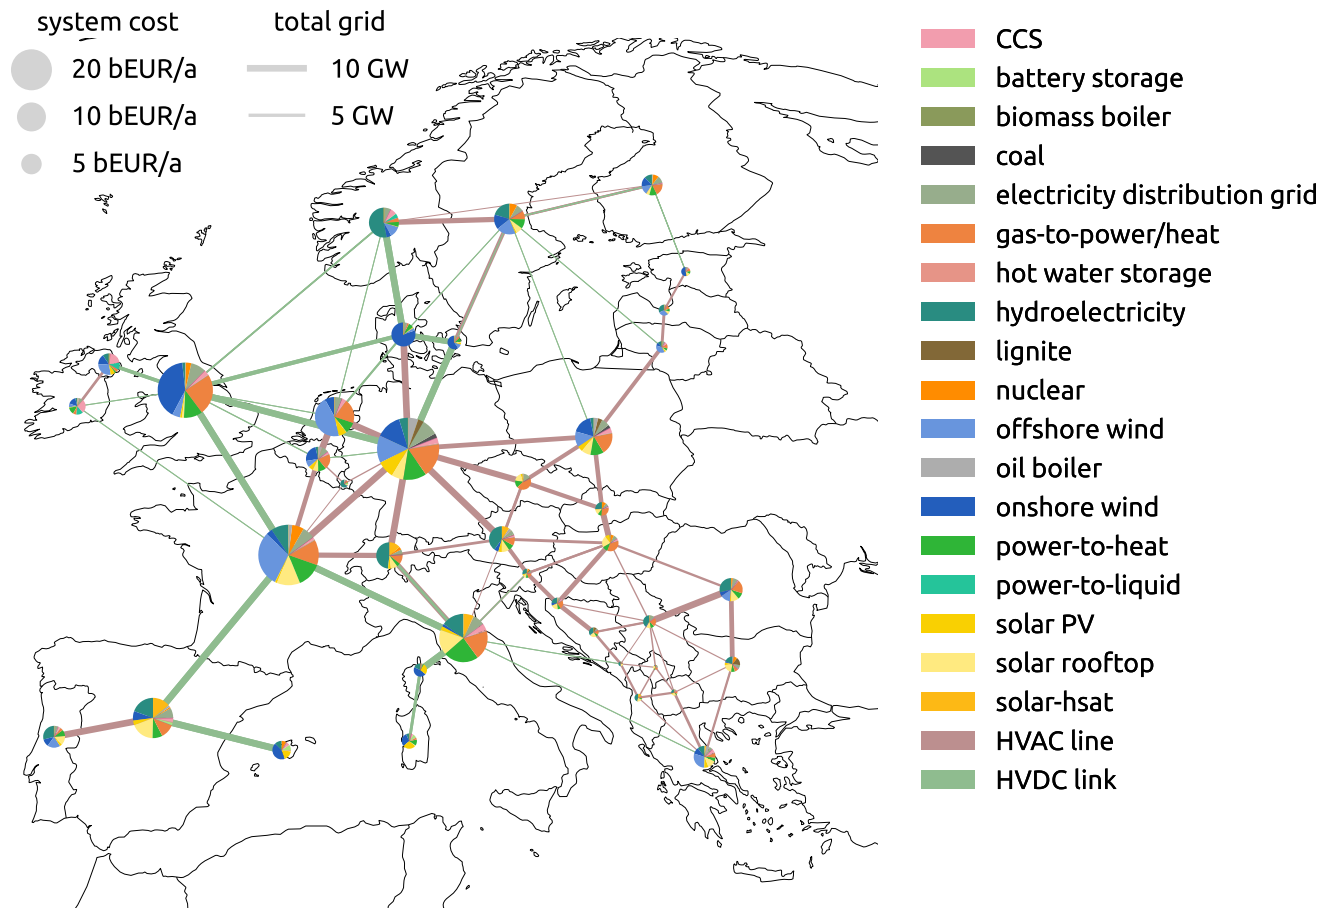 system cost
total grid
20 bEUR/a
10 GW
10 bEUR/a
5 GW
5 bEUR/a
CCS
battery storage
biomass boiler
coal
electricity distribution grid
gas-to-power/heat
hot water storage
hydroelectricity
lignite
nuclear
offshore wind
oil boiler
onshore wind
power-to-heat
power-to-liquid
solar PV
solar rooftop
solar-hsat
HVAC line
HVDC link